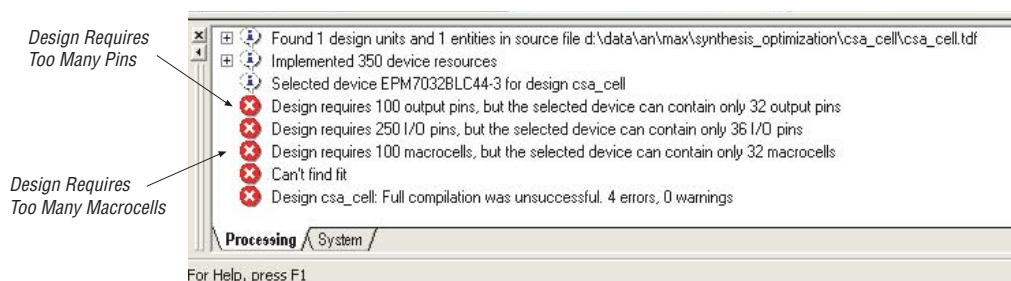 Design Requires
Too Many Pins
Found 1 design units and 1 entities in source file d:\data\an\max\synthesis_optimization\csa_cell\csa_cell.tdf
Implemented 350 device resources
Selected device EPM7032BLC44-3 for design csa_cell
Design requires 100 output pins, but the selected device can contain only 32 output pins
Design requires 250 I/O pins, but the selected device can contain only 36 I/O pins
Design requires 100 macrocells, but the selected device can contain only 32 macrocells
Can't find fit
Design csa_cell: Full compilation was unsuccessful. 4 errors, 0 warnings
Design Requires
Too Many Macrocells
Processing System
For Help, press F1